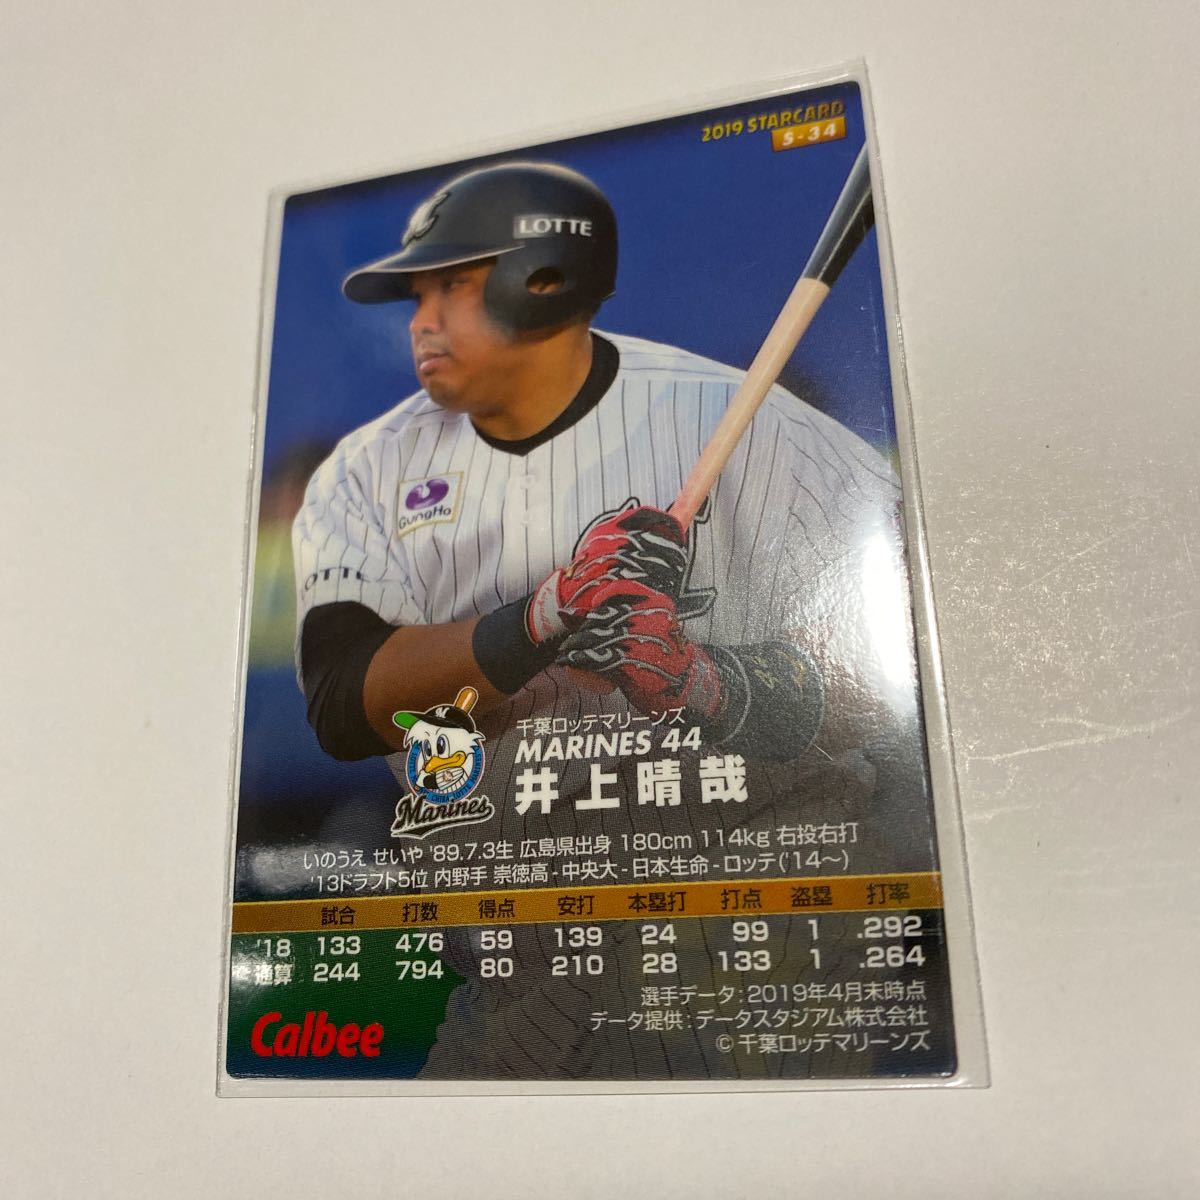 2019 STARCARD
S-34
LOTTE
GungHo
OTTE
千葉ロッテマリーンズ
MARINES 44
井上晴哉
Marines
いのうえ せいや '89.7.3生 広島県出身 180cm 114kg 右投右打
'13ドラフト5位 内野手 崇徳高-中央大-日本生命-ロッテ('14～)
試合 打数 得点 安打 本塁打 打点 盗塁 打率
'18 133 476 59 139 24 99 1 .292
通算 244 794 80 210 28 133 1 .264
選手データ:2019年4月末時点
データ提供:データスタジアム株式会社
Calbee
© 千葉ロッテマリーンズ